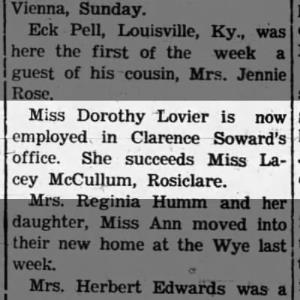 Vienna, Sunday.
Eck Pell, Louisville, Ky., was
here the first of the week a
guest of his cousin, Mrs. Jennie
Rose.
Miss Dorothy Lovier is now
employed in Clarence Soward's
office. She succeeds Miss La-
cey McCullum, Rosiclare.
Mrs. Reginia Humm and her
daughter, Miss Ann moved into
their new home at the Wye last
week.
Mrs. Herbert Edwards was a